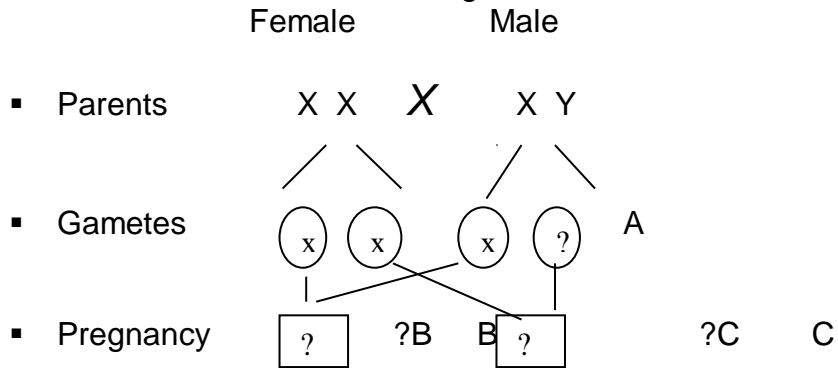 Female Male
▪ Parents X X X X Y
▪ Gametes x x x ? A
▪ Pregnancy ? ?B B ? ?C C